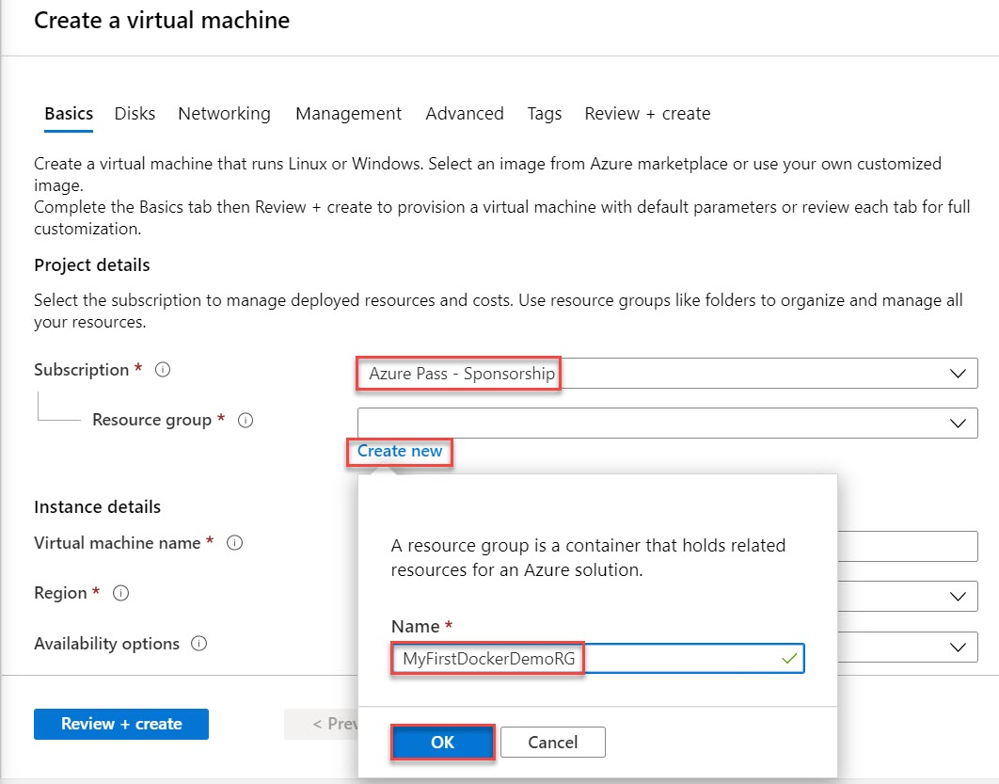 Create a virtual machine
Basics Disks Networking Management Advanced Tags Review + create
Create a virtual machine that runs Linux or Windows. Select an image from Azure marketplace or use your own customized
image.
Complete the Basics tab then Review + create to provision a virtual machine with default parameters or review each tab for full
customization.
Project details
Select the subscription to manage deployed resources and costs. Use resource groups like folders to organize and manage all
your resources.
Subscription *
Azure Pass - Sponsorship
Resource group *
Create new
Instance details
Virtual machine name *
Region *
Availability options
A resource group is a container that holds related
resources for an Azure solution.
Name *
MyFirstDockerDemoRG
OK Cancel
Review + create